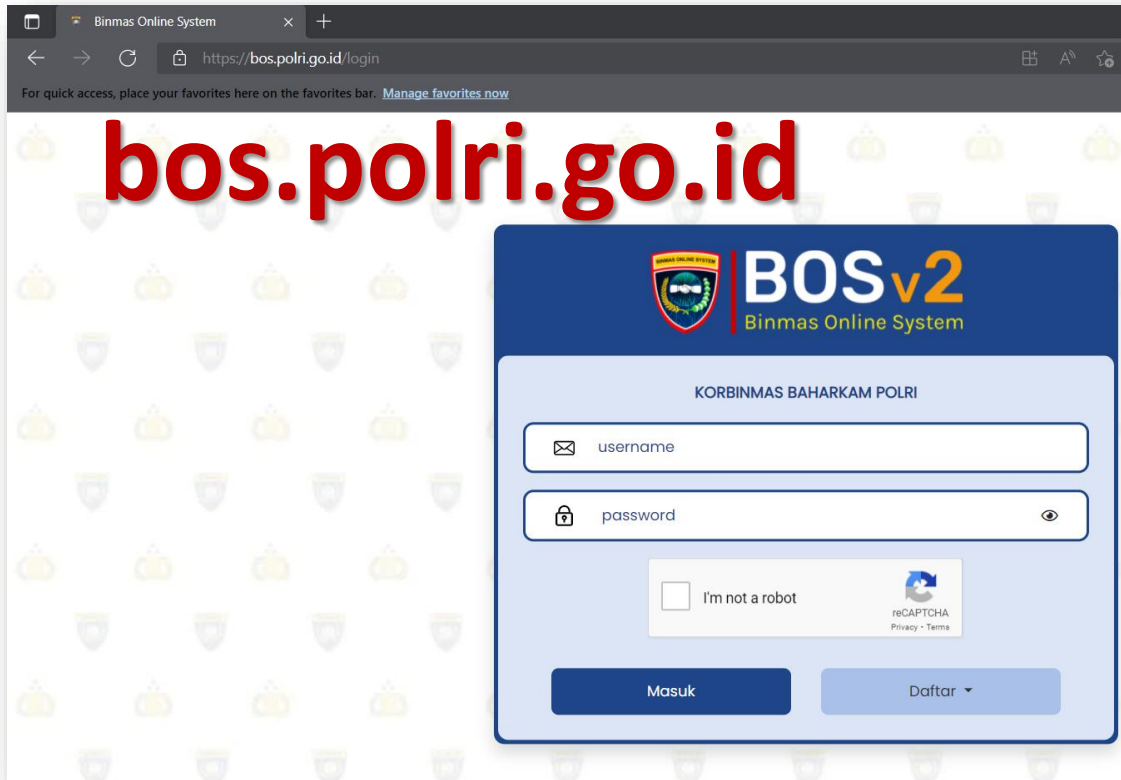 Binmas Online System
https://bos.polri.go.id/login
For quick access, place your favorites here on the favorites bar. Manage favorites now
bos.polri.go.id
BINMAS ONLINE SYSTEM
BOSv2
Binmas Online System
KORBINMAS BAHARKAM POLRI
username
password
I'm not a robot
reCAPTCHA
Privacy - Terms
Masuk
Daftar